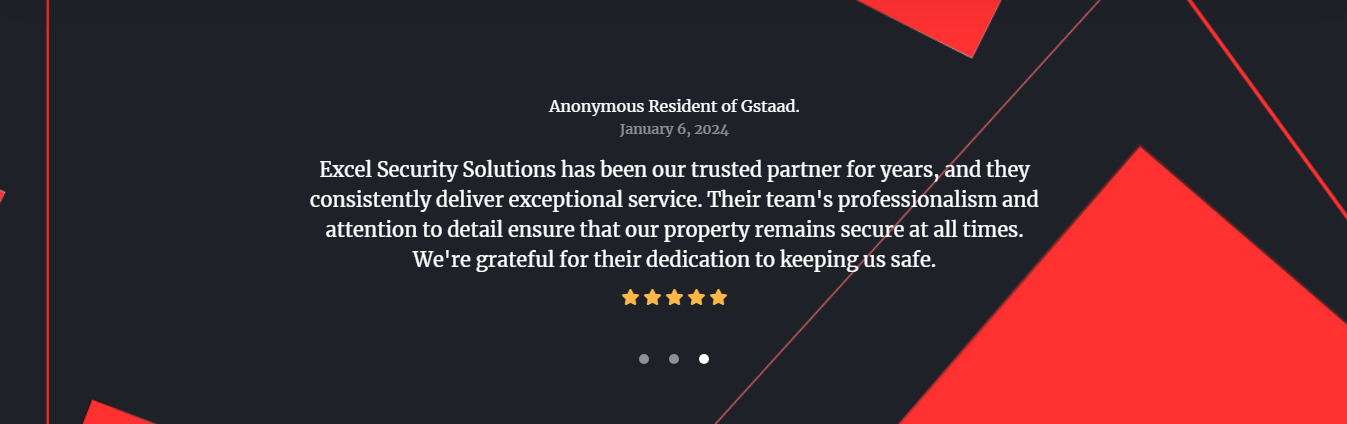 Anonymous Resident of Gstaad.
January 6, 2024
Excel Security Solutions has been our trusted partner for years, and they
consistently deliver exceptional service. Their team's professionalism and
attention to detail ensure that our property remains secure at all times.
We're grateful for their dedication to keeping us safe.